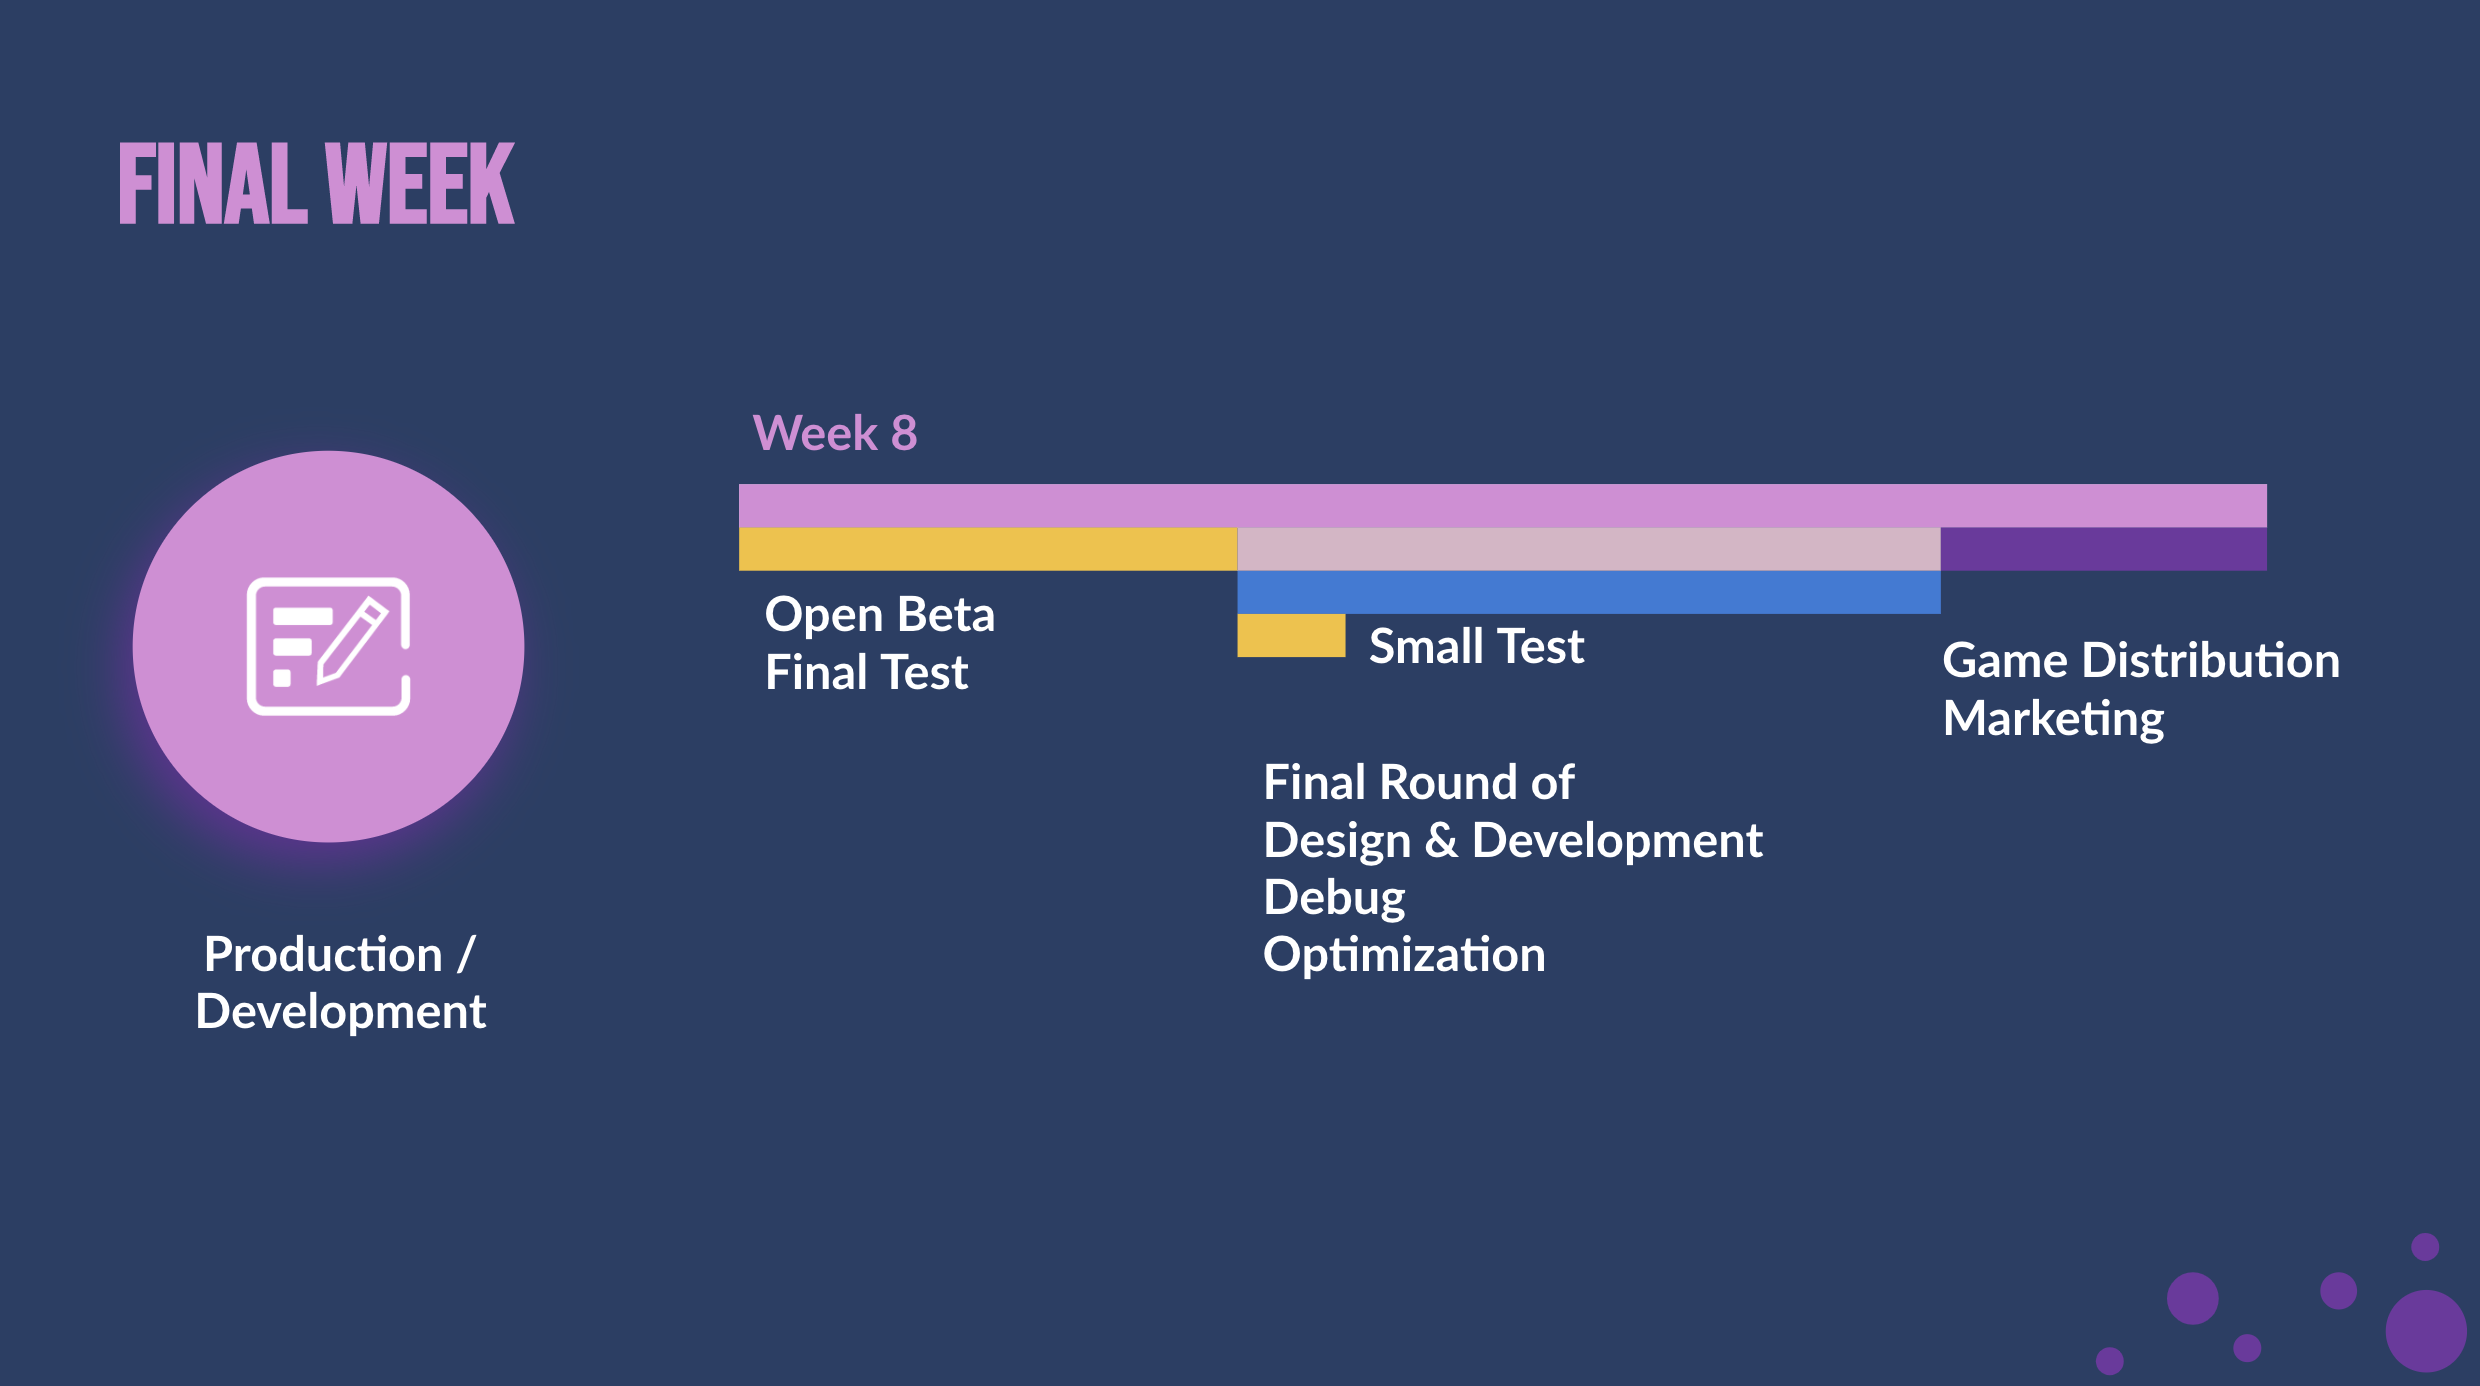 FINAL WEEK
Week 8
Open Beta
Final Test
Small Test
Game Distribution
Marketing
Final Round of
Design & Development
Debug
Optimization
Production /
Development